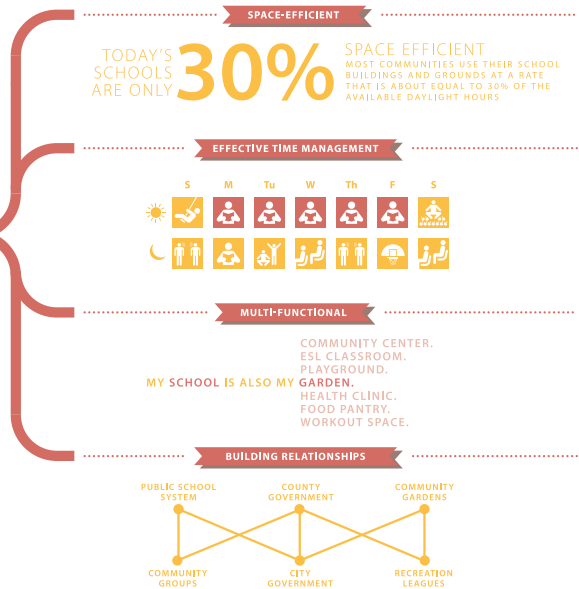 SPACE-EFFICIENT
TODAY'S
SCHOOLS
ARE ONLY
30%
SPACE EFFICIENT
MOST COMMUNITIES USE THEIR SCHOOL
BUILDINGS AND GROUNDS AT A RATE
THAT IS ABOUT EQUAL TO 30% OF THE
AVAILABLE DAYLIGHT HOURS
EFFECTIVE TIME MANAGEMENT
S M Tu W Th F S
MULTI-FUNCTIONAL
COMMUNITY CENTER.
ESL CLASSROOM.
PLAYGROUND.
MY SCHOOL IS ALSO MY GARDEN.
HEALTH CLINIC.
FOOD PANTRY.
WORKOUT SPACE.
BUILDING RELATIONSHIPS
PUBLIC SCHOOL
SYSTEM
COUNTY
GOVERNMENT
COMMUNITY
GARDENS
COMMUNITY
GROUPS
CITY
GOVERNMENT
RECREATION
LEAGUES